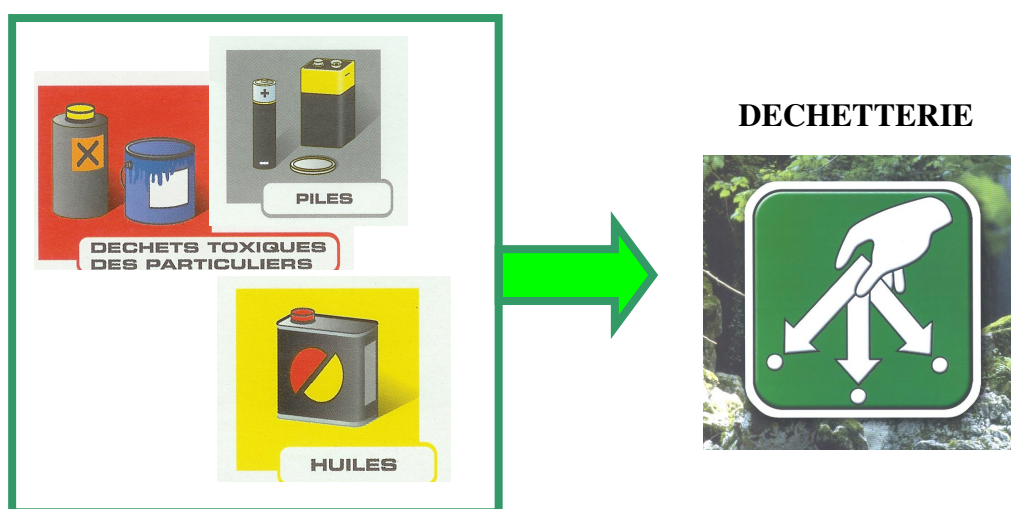 PILES
DECHETS TOXIQUES
DES PARTICULIERS
HUILES
DECHETTERIE